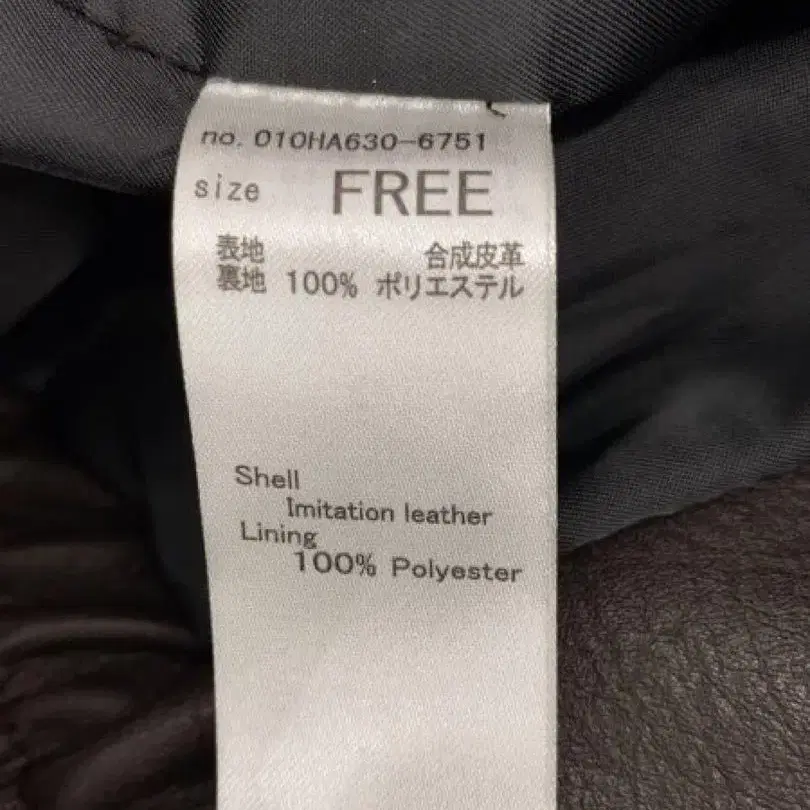 no. 010HA630-6751
size FREE
表地 合成皮革
裏地 100% ポリエステル
Shell
Imitation leather
Lining
100% Polyester